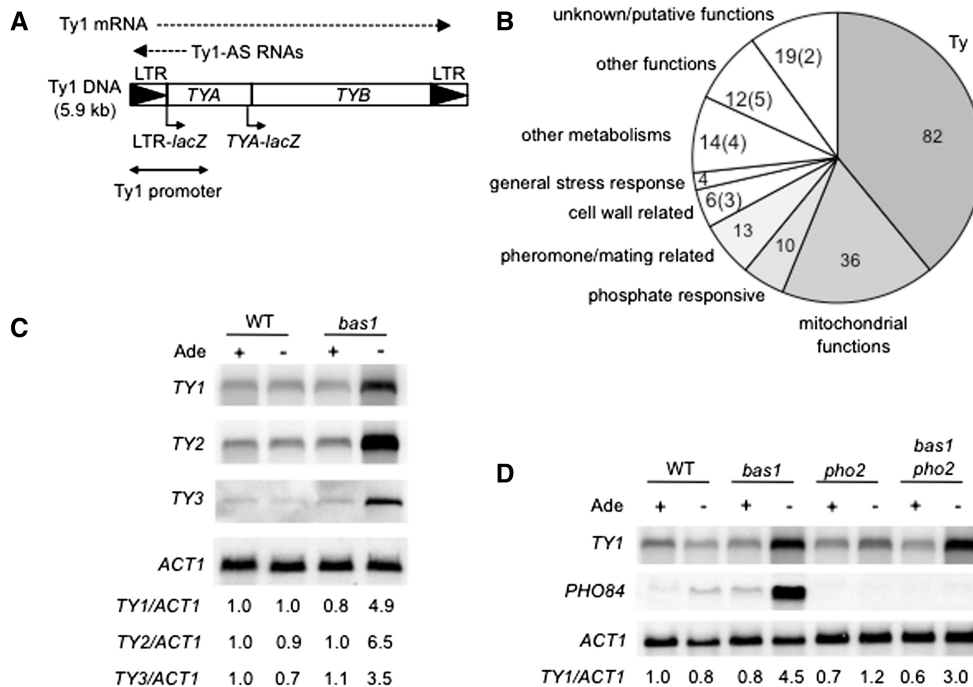 A
Ty1 mRNA
Ty1-AS RNAs
LTR
LTR
Ty1 DNA
(5.9 kb)
TYA
TYB
LTR-lacZ
TYA-lacZ
Ty1 promoter
B
unknown/putative functions
Ty
other functions
19(2)
12(5)
82
other metabolisms
14(4)
general stress response
4
6(3)
cell wall related
13
pheromone/mating related
10
36
phosphate responsive
mitochondrial
functions
C
WT
bas1
Ade + - + -
TY1
TY2
TY3
ACT1
TY1/ACT1 1.0 1.0 0.8 4.9
TY2/ACT1 1.0 0.9 1.0 6.5
TY3/ACT1 1.0 0.7 1.1 3.5
D
WT
bas1
pho2
bas1
pho2
Ade + - + - + - + -
TY1
PHO84
ACT1
TY1/ACT1 1.0 0.8 0.8 4.5 0.7 1.2 0.6 3.0